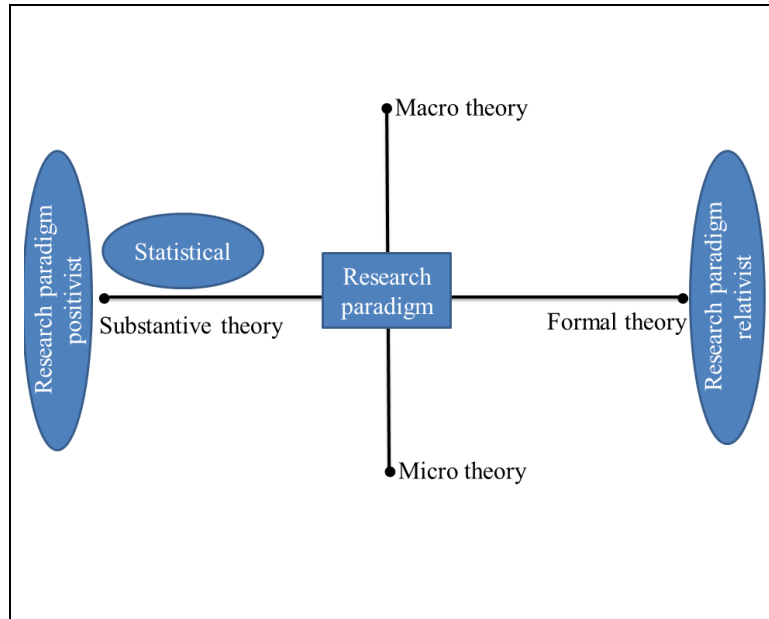 Macro theory
Research paradigm
positivist
Statistical
Research
paradigm
Substantive theory
Formal theory
Research paradigm
relativist
Micro theory